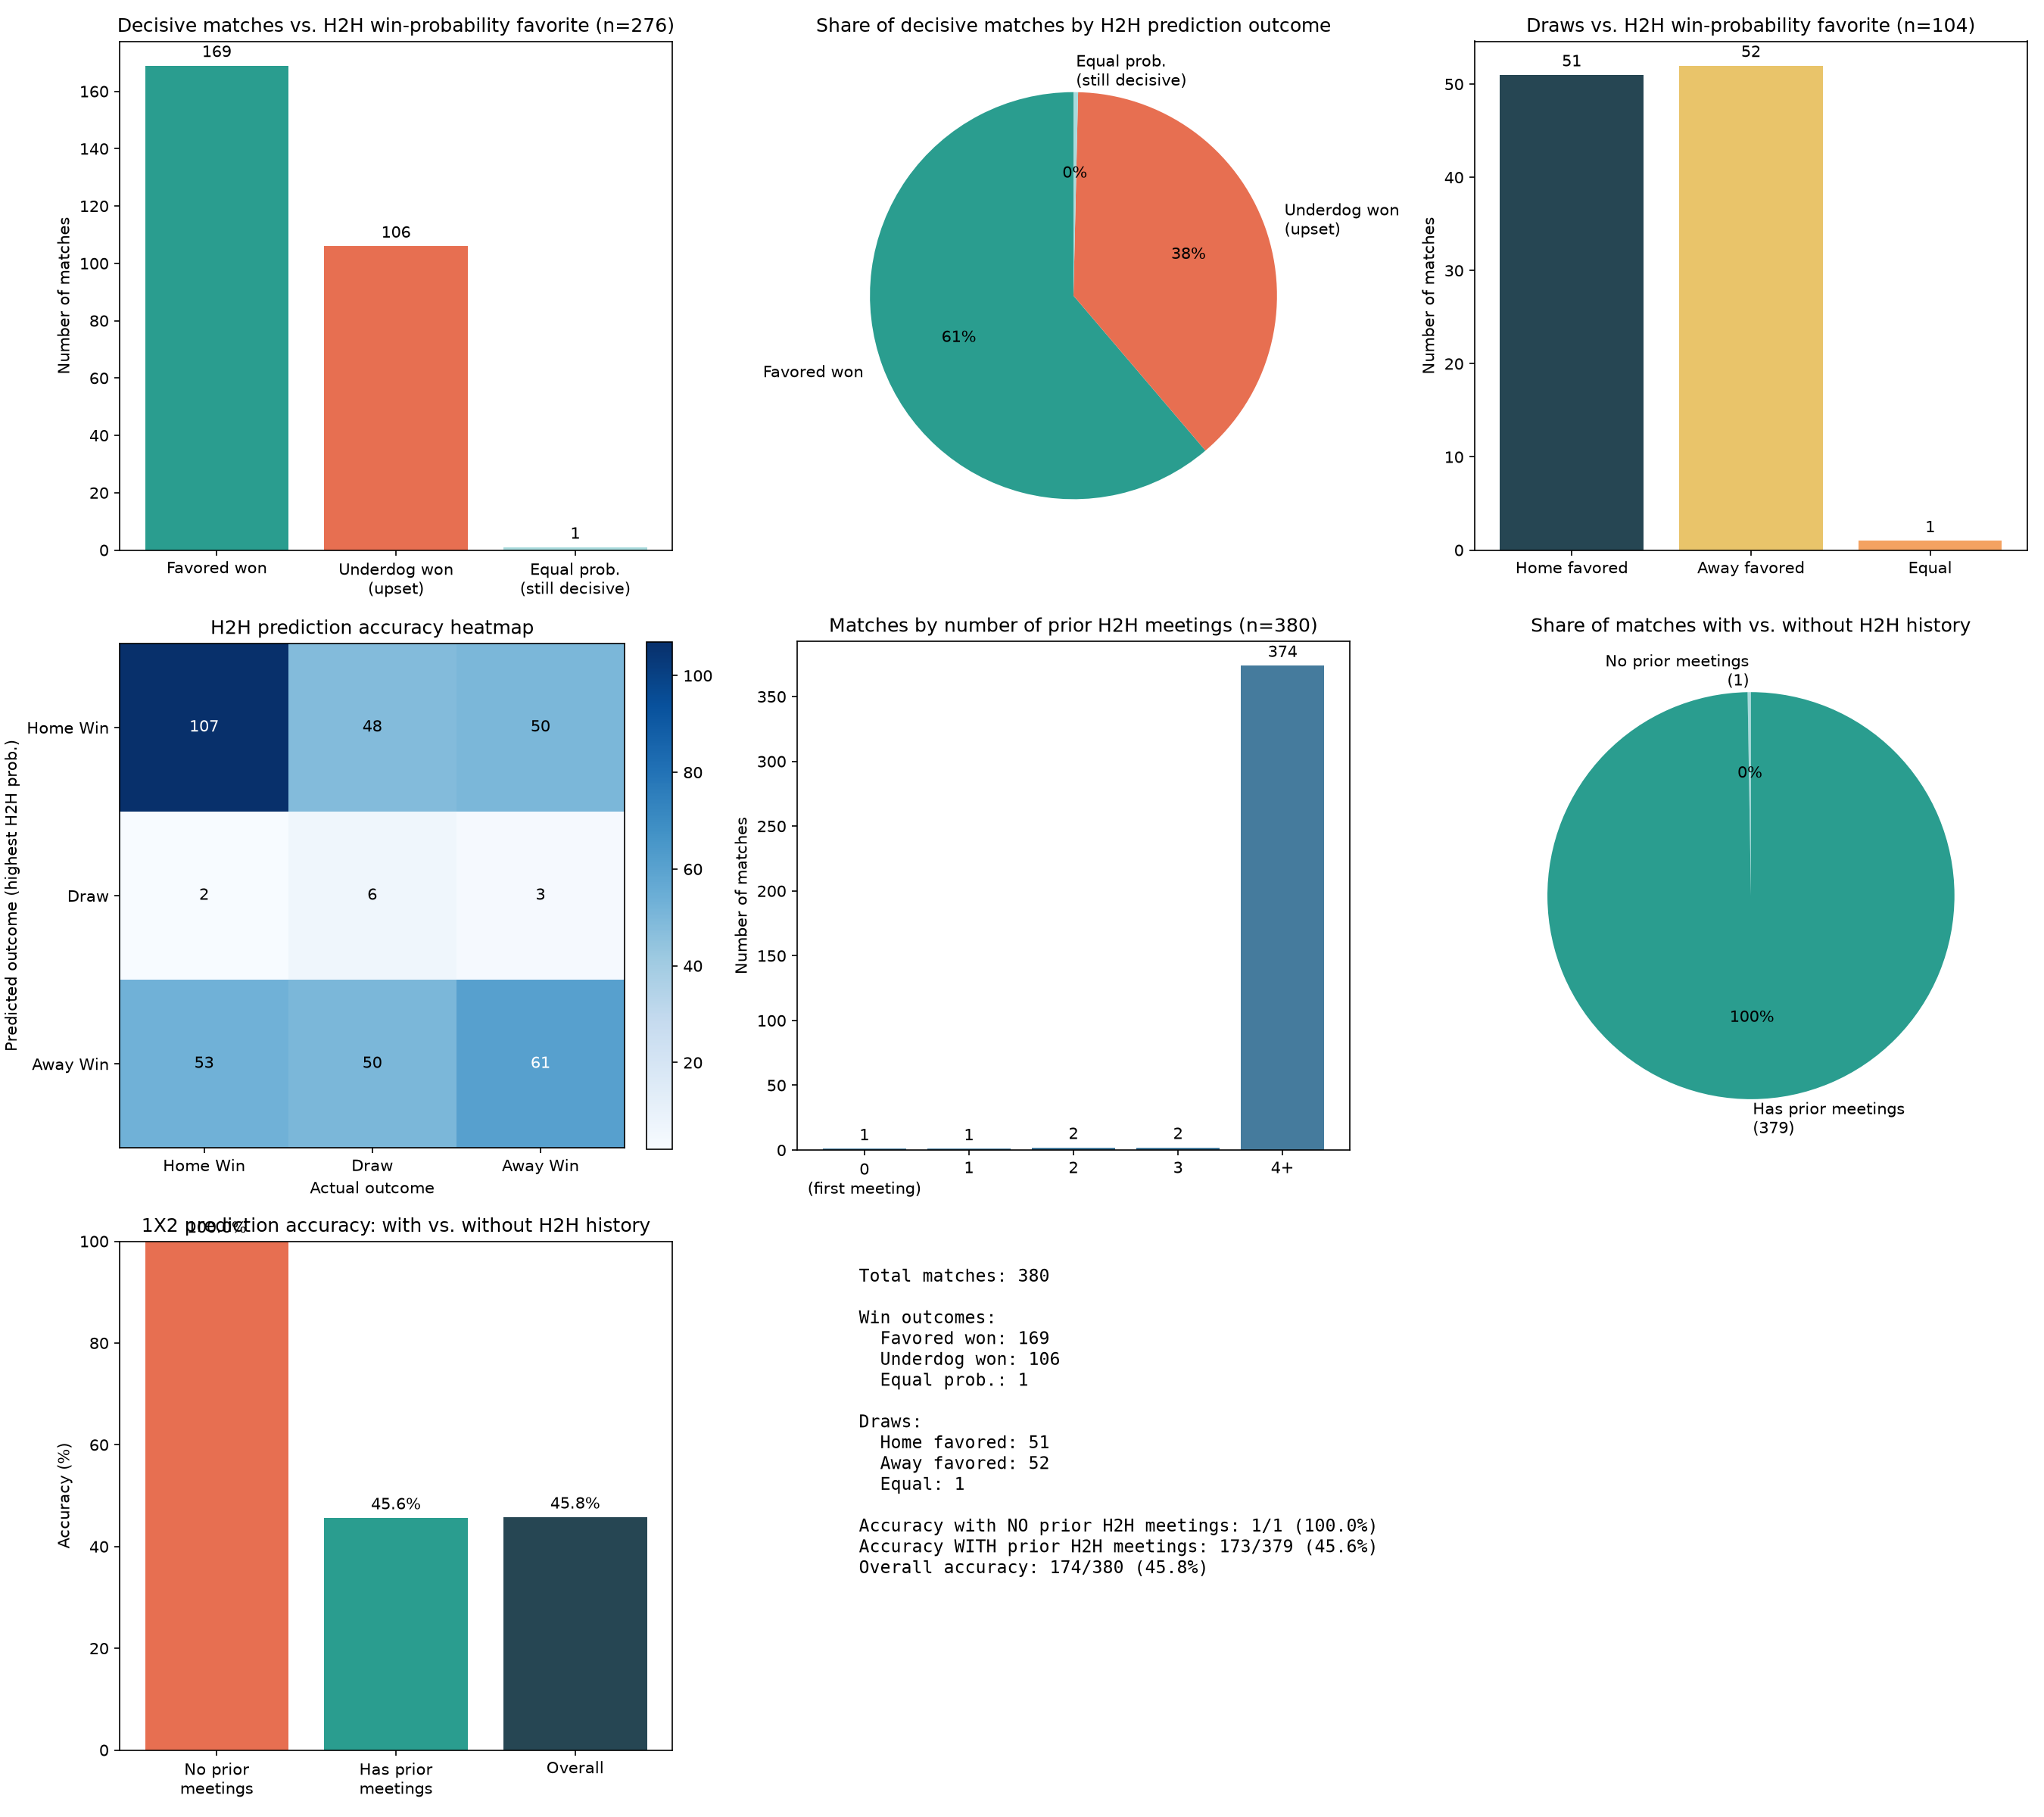 Decisive matches vs. H2H win-probability favorite (n=276)
Number of matches
160
140
120
100
80
60
40
20
0
169
106
1
Favored won
Underdog won
(upset)
Equal prob.
(still decisive)
Share of decisive matches by H2H prediction outcome
Equal prob.
(still decisive)
0%
Underdog won
(upset)
38%
61%
Favored won
Draws vs. H2H win-probability favorite (n=104)
Number of matches
50
40
30
20
10
0
51
52
1
Home favored
Away favored
Equal
H2H prediction accuracy heatmap
Predicted outcome (highest H2H prob.)
Home Win
107
48
50
Draw
2
6
3
Away Win
53
50
61
Home Win
Draw
Away Win
Actual outcome
100
80
60
40
20
Matches by number of prior H2H meetings (n=380)
Number of matches
350
300
250
200
150
100
50
0
1
1
2
2
374
0
(first meeting)
1
2
3
4+
Share of matches with vs. without H2H history
No prior meetings
(1)
0%
100%
Has prior meetings
(379)
1X2 prediction accuracy: with vs. without H2H history
100.0%
Accuracy (%)
100
80
60
40
20
0
45.6%
45.8%
No prior
meetings
Has prior
meetings
Overall
Total matches: 380
Win outcomes:
Favored won: 169
Underdog won: 106
Equal prob.: 1
Draws:
Home favored: 51
Away favored: 52
Equal: 1
Accuracy with NO prior H2H meetings: 1/1 (100.0%)
Accuracy WITH prior H2H meetings: 173/379 (45.6%)
Overall accuracy: 174/380 (45.8%)